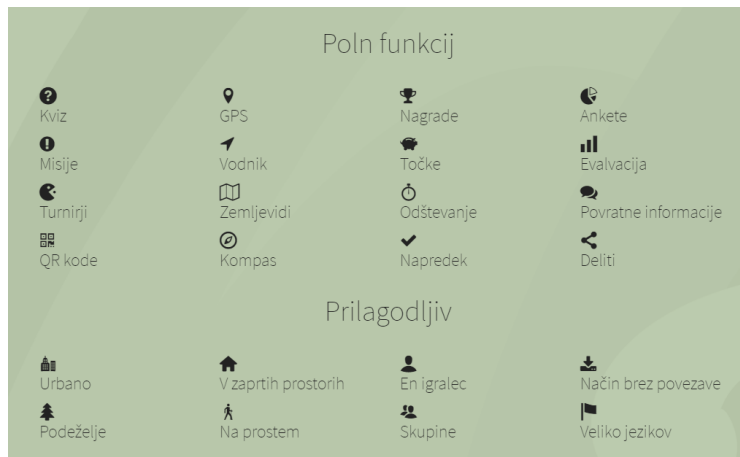 Poln funkcij
Kviz
GPS
Nagrade
Ankete
Misije
Vodnik
Točke
Evalvacija
Turnirji
Zemljevidi
Odštevanje
Povratne informacije
QR kode
Kompas
Napredek
Deliti
Prilagodljiv
Urbano
V zaprtih prostorih
En igralec
Način brez povezave
Podeželje
Na prostem
Skupine
Veliko jezikov